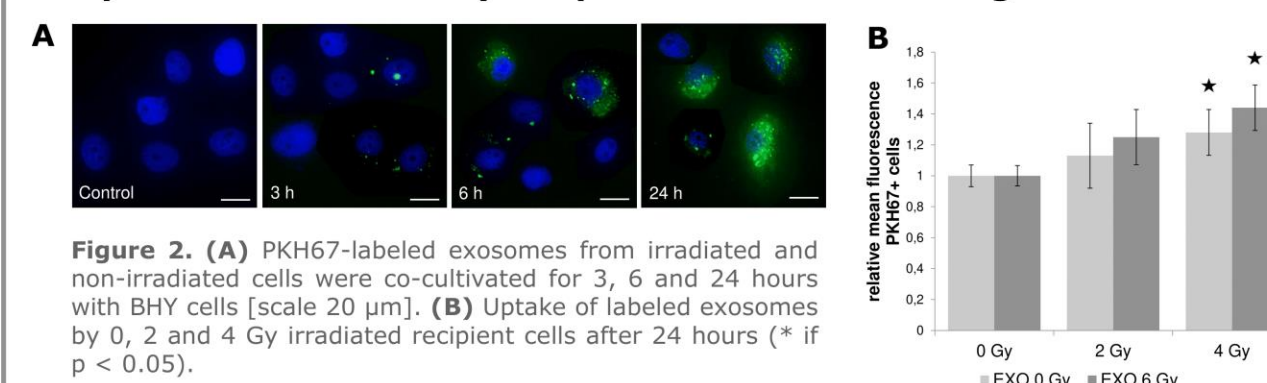 A
Control
3 h
6 h
24 h
Figure 2. (A) PKH67-labeled exosomes from irradiated and
non-irradiated cells were co-cultivated for 3, 6 and 24 hours
with BHY cells [scale 20 µm]. (B) Uptake of labeled exosomes
by 0, 2 and 4 Gy irradiated recipient cells after 24 hours (* if
p < 0.05).
B
relative mean fluorescence
PKH67+ cells
1,8
1,6
1,4
1,2
1
0,8
0,6
0,4
0,2
0
0 Gy
2 Gy
4 Gy
EXO 0 Gy
EXO 6 Gy